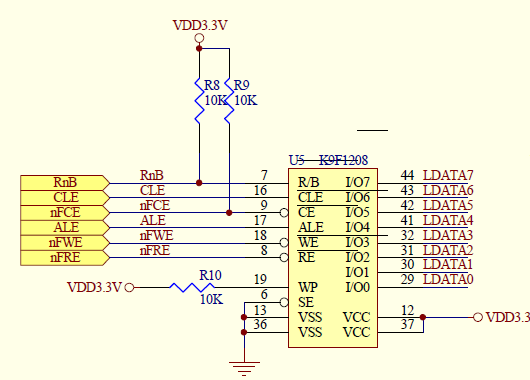 VDD3.3V
R8 R9
10K 10K
U5 K9F1208
RnB RnB 7 R/B I/O7 44 LDATA7
CLE CLE 16 CLE I/O6 43 LDATA6
nFCE nFCE 9 CE I/O5 42 LDATA5
ALE ALE 17 ALE I/O4 41 LDATA4
nFWE nFWE 18 WE I/O3 32 LDATA3
nFRE nFRE 8 RE I/O2 31 LDATA2
I/O1 30 LDATA1
VDD3.3V R10 10K 19 WP I/O0 29 LDATA0
6 SE
13 VSS VCC 12 VDD3.3
36 VSS VCC 37